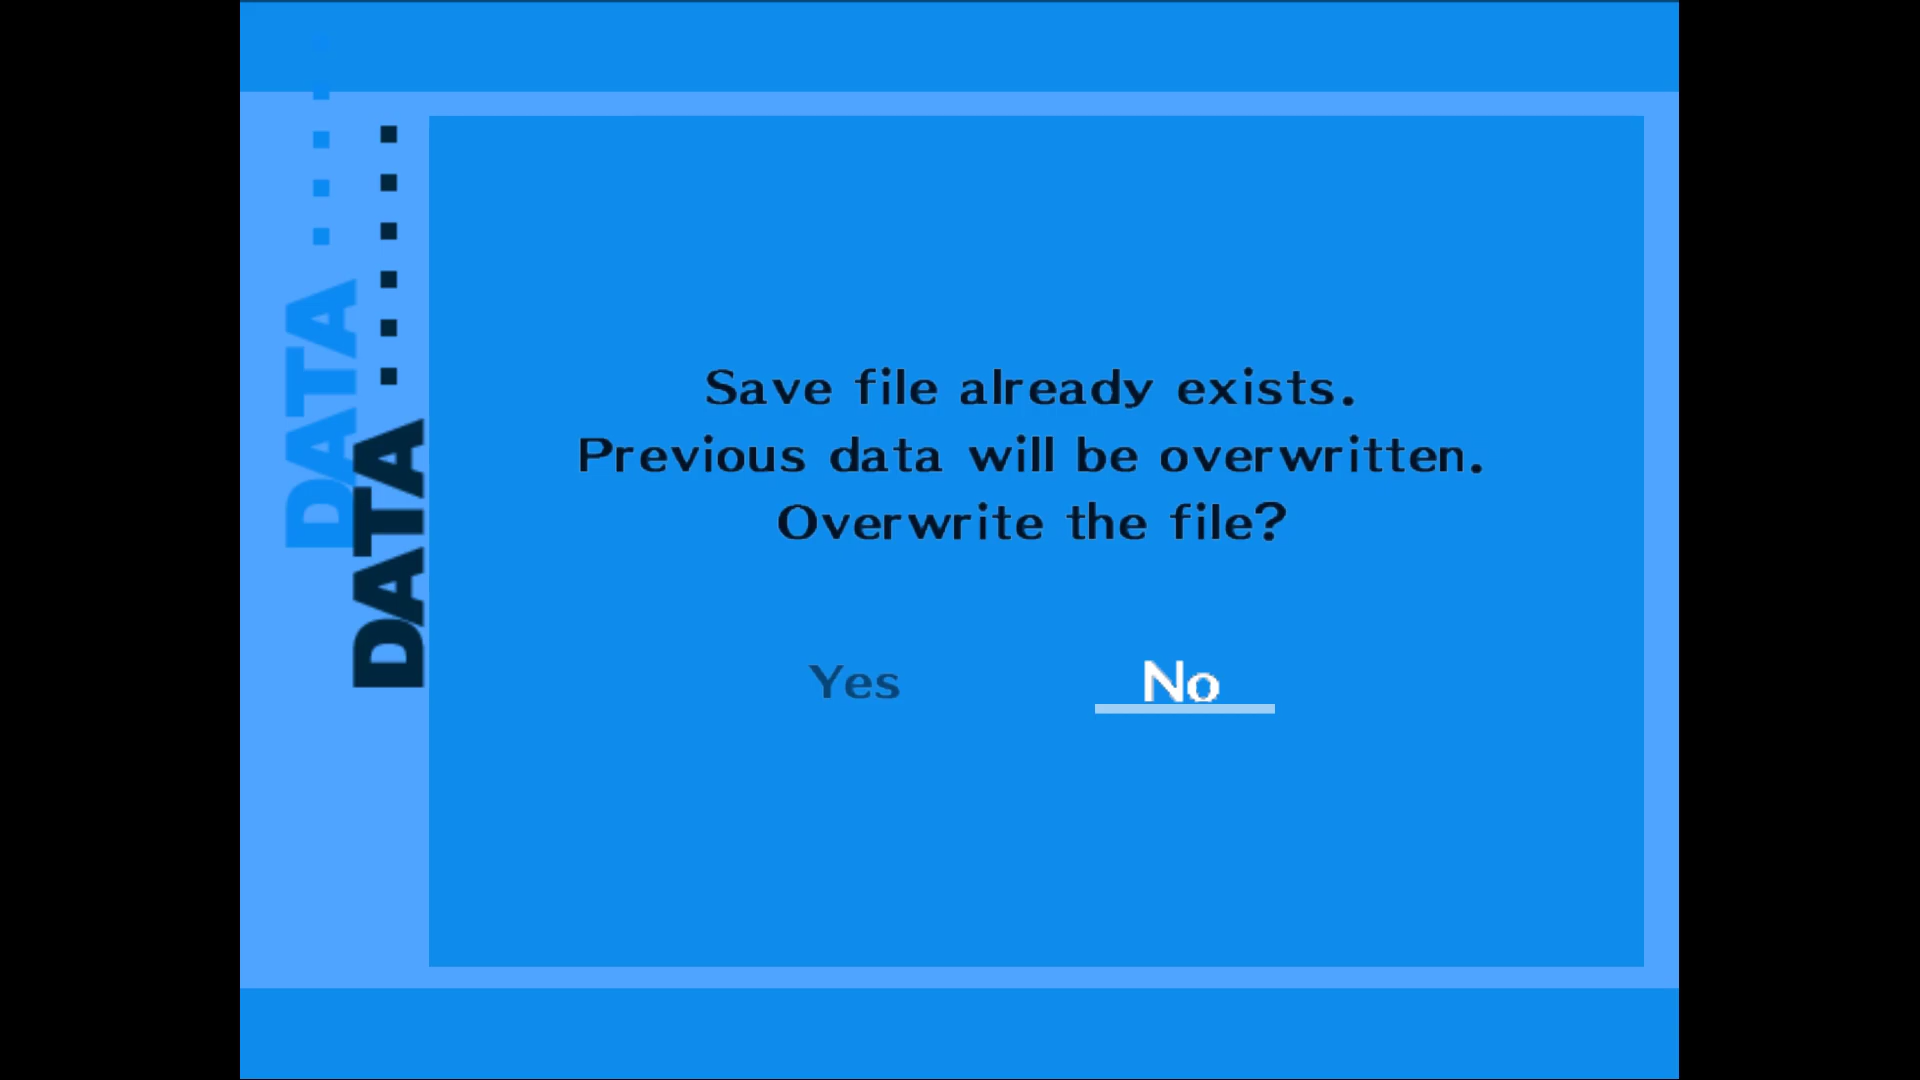 DATA......
DATA......
Save file already exists.
Previous data will be overwritten.
Overwrite the file?
Yes No